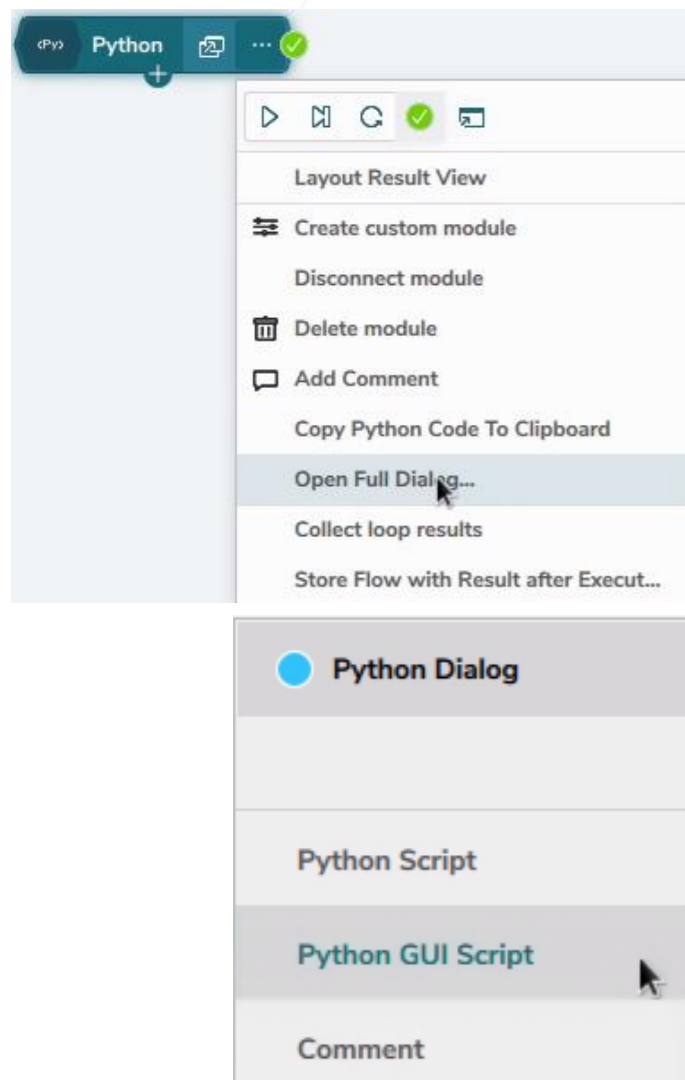 <Py> Python ...
Layout Result View
Create custom module
Disconnect module
Delete module
Add Comment
Copy Python Code To Clipboard
Open Full Dialog...
Collect loop results
Store Flow with Result after Execut...
Python Dialog
Python Script
Python GUI Script
Comment